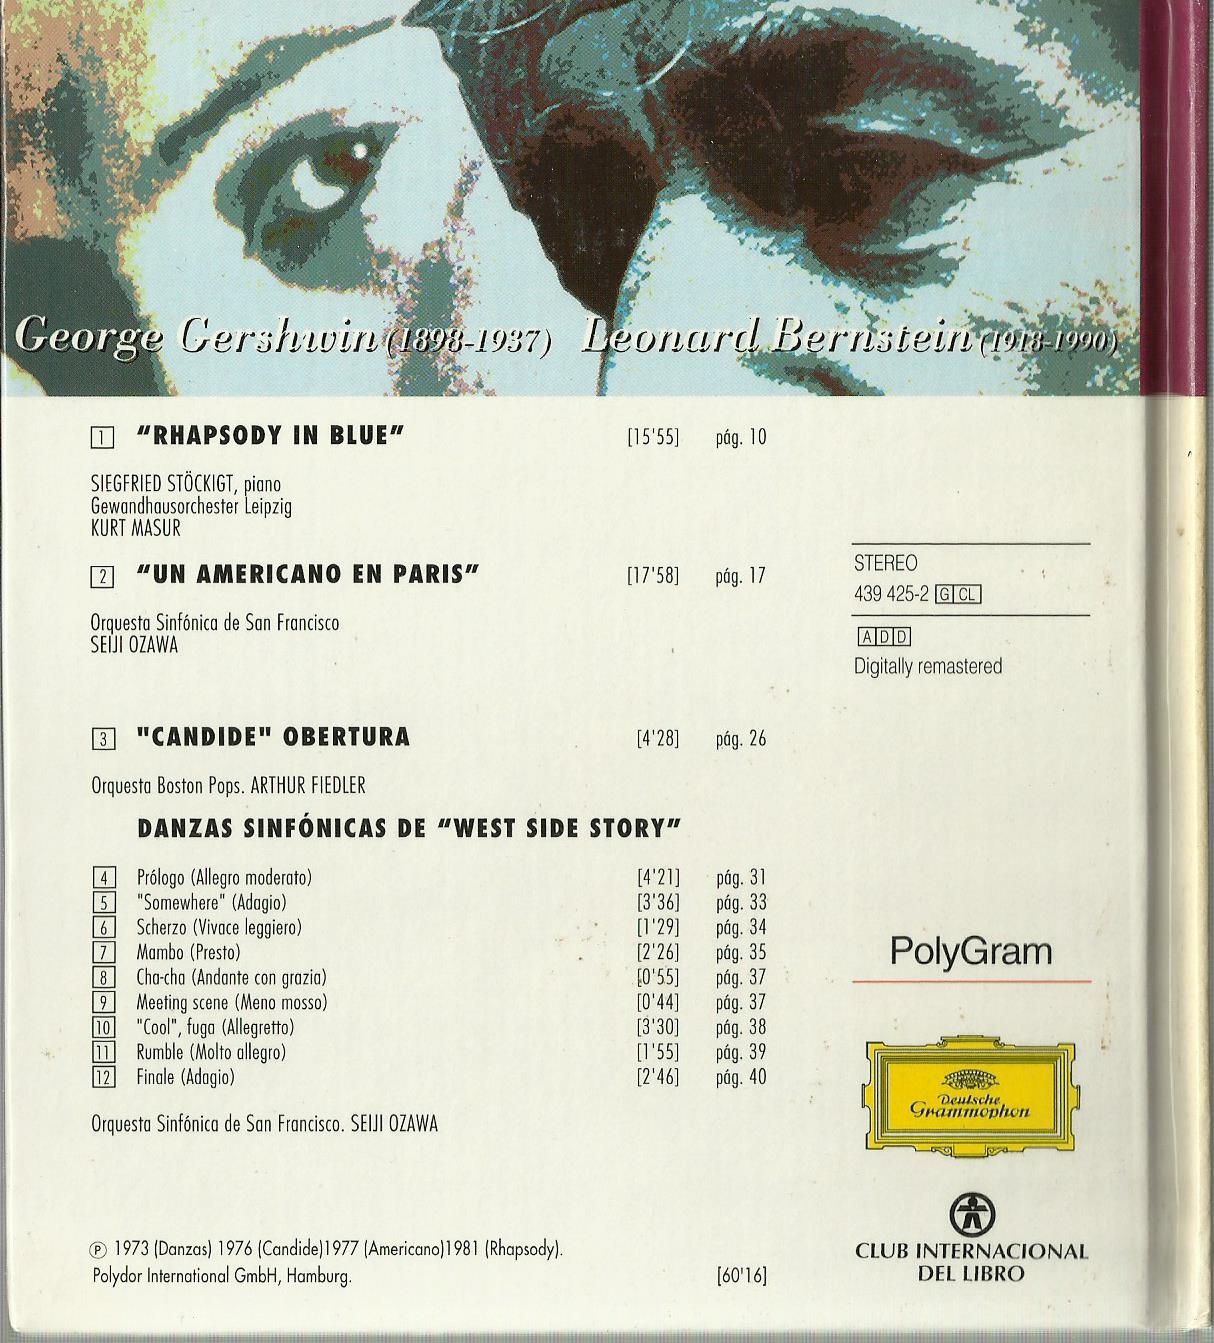 George Gershwin (1898-1937) Leonard Bernstein (1918-1990)
1 “RHAPSODY IN BLUE” [15'55] pág. 10
SIEGFRIED STÖCKIGT, piano
Gewandhausorchester Leipzig
KURT MASUR
2 “UN AMERICANO EN PARIS” [17'58] pág. 17
Orquesta Sinfónica de San Francisco
SEIJI OZAWA
STEREO
439 425-2 G CL
A D D
Digitally remastered
3 "CANDIDE" OBERTURA [4'28] pág. 26
Orquesta Boston Pops. ARTHUR FIEDLER
DANZAS SINFÓNICAS DE “WEST SIDE STORY”
4 Prólogo (Allegro moderato) [4'21] pág. 31
5 "Somewhere" (Adagio) [3'36] pág. 33
6 Scherzo (Vivace leggiero) [1'29] pág. 34
7 Mambo (Presto) [2'26] pág. 35
8 Cha-cha (Andante con grazia) [0'55] pág. 37
9 Meeting scene (Meno mosso) [0'44] pág. 37
10 "Cool", fuga (Allegretto) [3'30] pág. 38
11 Rumble (Molto allegro) [1'55] pág. 39
12 Finale (Adagio) [2'46] pág. 40
Orquesta Sinfónica de San Francisco. SEIJI OZAWA
PolyGram
Deutsche
Grammophon
CLUB INTERNACIONAL
DEL LIBRO
℗ 1973 (Danzas) 1976 (Candide)1977 (Americano)1981 (Rhapsody).
Polydor International GmbH, Hamburg. [60'16]